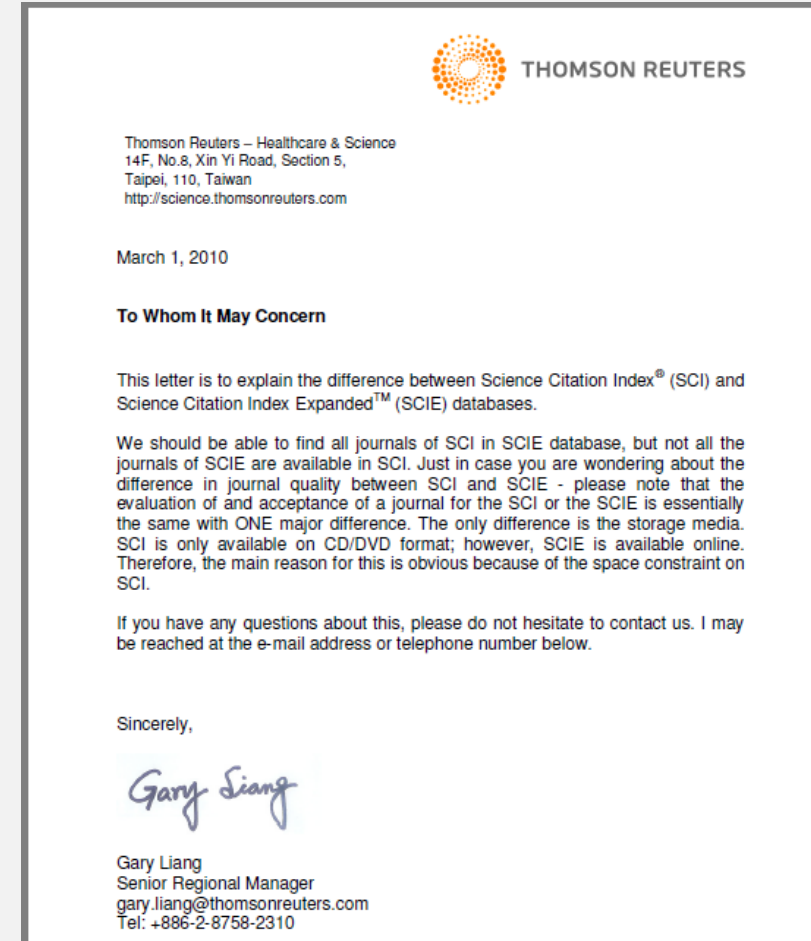 THOMSON REUTERS
Thomson Reuters – Healthcare & Science
14F, No.8, Xin Yi Road, Section 5,
Taipei, 110, Taiwan
http://science.thomsonreuters.com
March 1, 2010
To Whom It May Concern
This letter is to explain the difference between Science Citation Index® (SCI) and
Science Citation Index Expanded™ (SCIE) databases.
We should be able to find all journals of SCI in SCIE database, but not all the
journals of SCIE are available in SCI. Just in case you are wondering about the
difference in journal quality between SCI and SCIE - please note that the
evaluation of and acceptance of a journal for the SCI or the SCIE is essentially
the same with ONE major difference. The only difference is the storage media.
SCI is only available on CD/DVD format; however, SCIE is available online.
Therefore, the main reason for this is obvious because of the space constraint on
SCI.
If you have any questions about this, please do not hesitate to contact us. I may
be reached at the e-mail address or telephone number below.
Sincerely,
Gary Liang
Gary Liang
Senior Regional Manager
gary.liang@thomsonreuters.com
Tel: +886-2-8758-2310